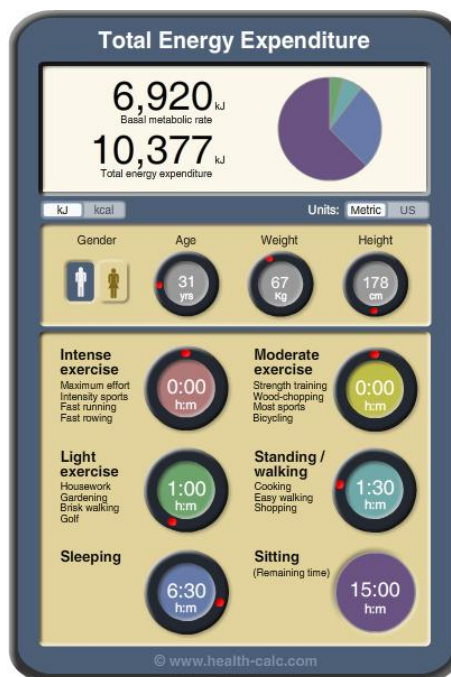 Total Energy Expenditure
6,920 kJ
Basal metabolic rate
10,377 kJ
Total energy expenditure
kJ kcal
Units: Metric US
Gender
Age
Weight
Height
31
yrs
67
Kg
178
cm
Intense
exercise
Maximum effort
Intensity sports
Fast running
Fast rowing
0:00
h:m
Moderate
exercise
Strength training
Wood-chopping
Most sports
Bicycling
0:00
h:m
Light
exercise
Housework
Gardening
Brisk walking
Golf
1:00
h:m
Standing /
walking
Cooking
Easy walking
Shopping
1:30
h:m
Sleeping
6:30
h:m
Sitting
(Remaining time)
15:00
h:m
© www.health-calc.com